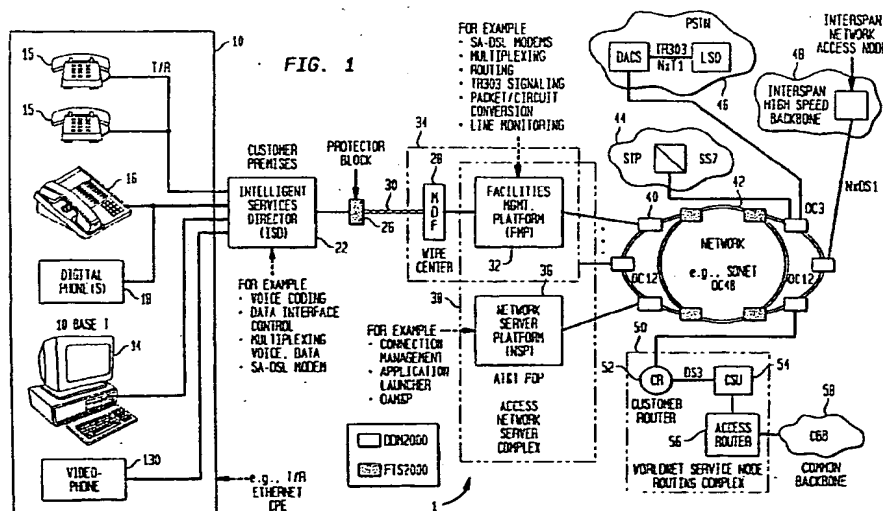 FIG. 1
10
15
T/R
15
16
DIGITAL
PHONE(S)
18
10 BASE T
14
VIDEO-
PHONE
130
e.g., T/R
ETHERNET
CPE
CUSTOMER
PREMISES
INTELLIGENT
SERVICES
DIRECTOR
(ISD)
22
FOR EXAMPLE
• VOICE CODING
• DATA INTERFACE
CONTROL
• MULTIPLEXING
VOICE, DATA
• SA-DSL MODEM
PROTECTOR
BLOCK
26
30
FOR EXAMPLE
• SA-DSL MODEMS
• MULTIPLEXING
• ROUTING
• TR303 SIGNALING
• PACKET/CIRCUIT
CONVERSION
• LINE MONITORING
34
28
MDF
WIRE
CENTER
FACILITIES
MGMT.
PLATFORM
(FMP)
32
36
38
NETWORK
SERVER
PLATFORM
(NSP)
AT&T FDP
ACCESS
NETWORK
SERVER
COMPLEX
FOR EXAMPLE
• CONNECTION
MANAGEMENT
• APPLICATION
LAUNCHER
• OAM&P
DDM2000
FTS2000
1
PSTN
DACS
TR303
NxT1
LSO
46
INTERSPAN
NETWORK
ACCESS NODE
48
INTERSPAN
HIGH SPEED
BACKBONE
44
STP
SS7
NxDS1
40
42
OC3
NETWORK
e.g., SONET
OC48
OC12
OC12
50
52
CR
DS3
CSU
54
CUSTOMER
ROUTER
56
ACCESS
ROUTER
WORLDNET SERVICE NODE
ROUTING COMPLEX
58
CBB
COMMON
BACKBONE